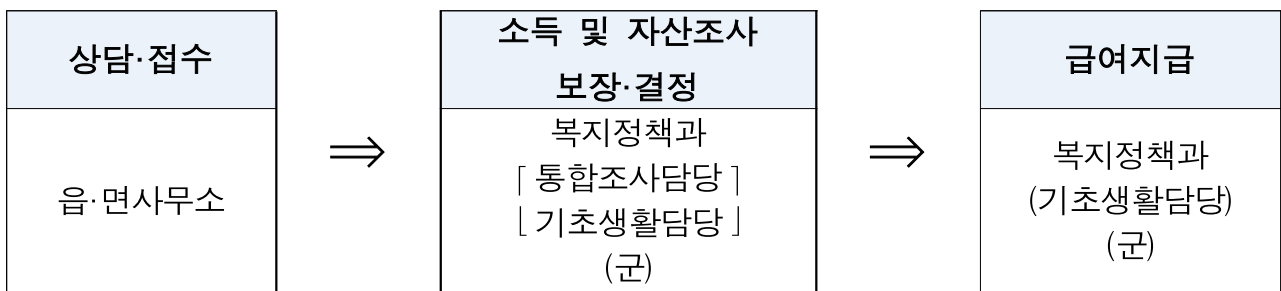 상담·접수
읍·면사무소
⇒
소득 및 자산조사
보장·결정
복지정책과
[ 통합조사담당 ]
[ 기초생활담당 ]
(군)
⇒
급여지급
복지정책과
(기초생활담당)
(군)